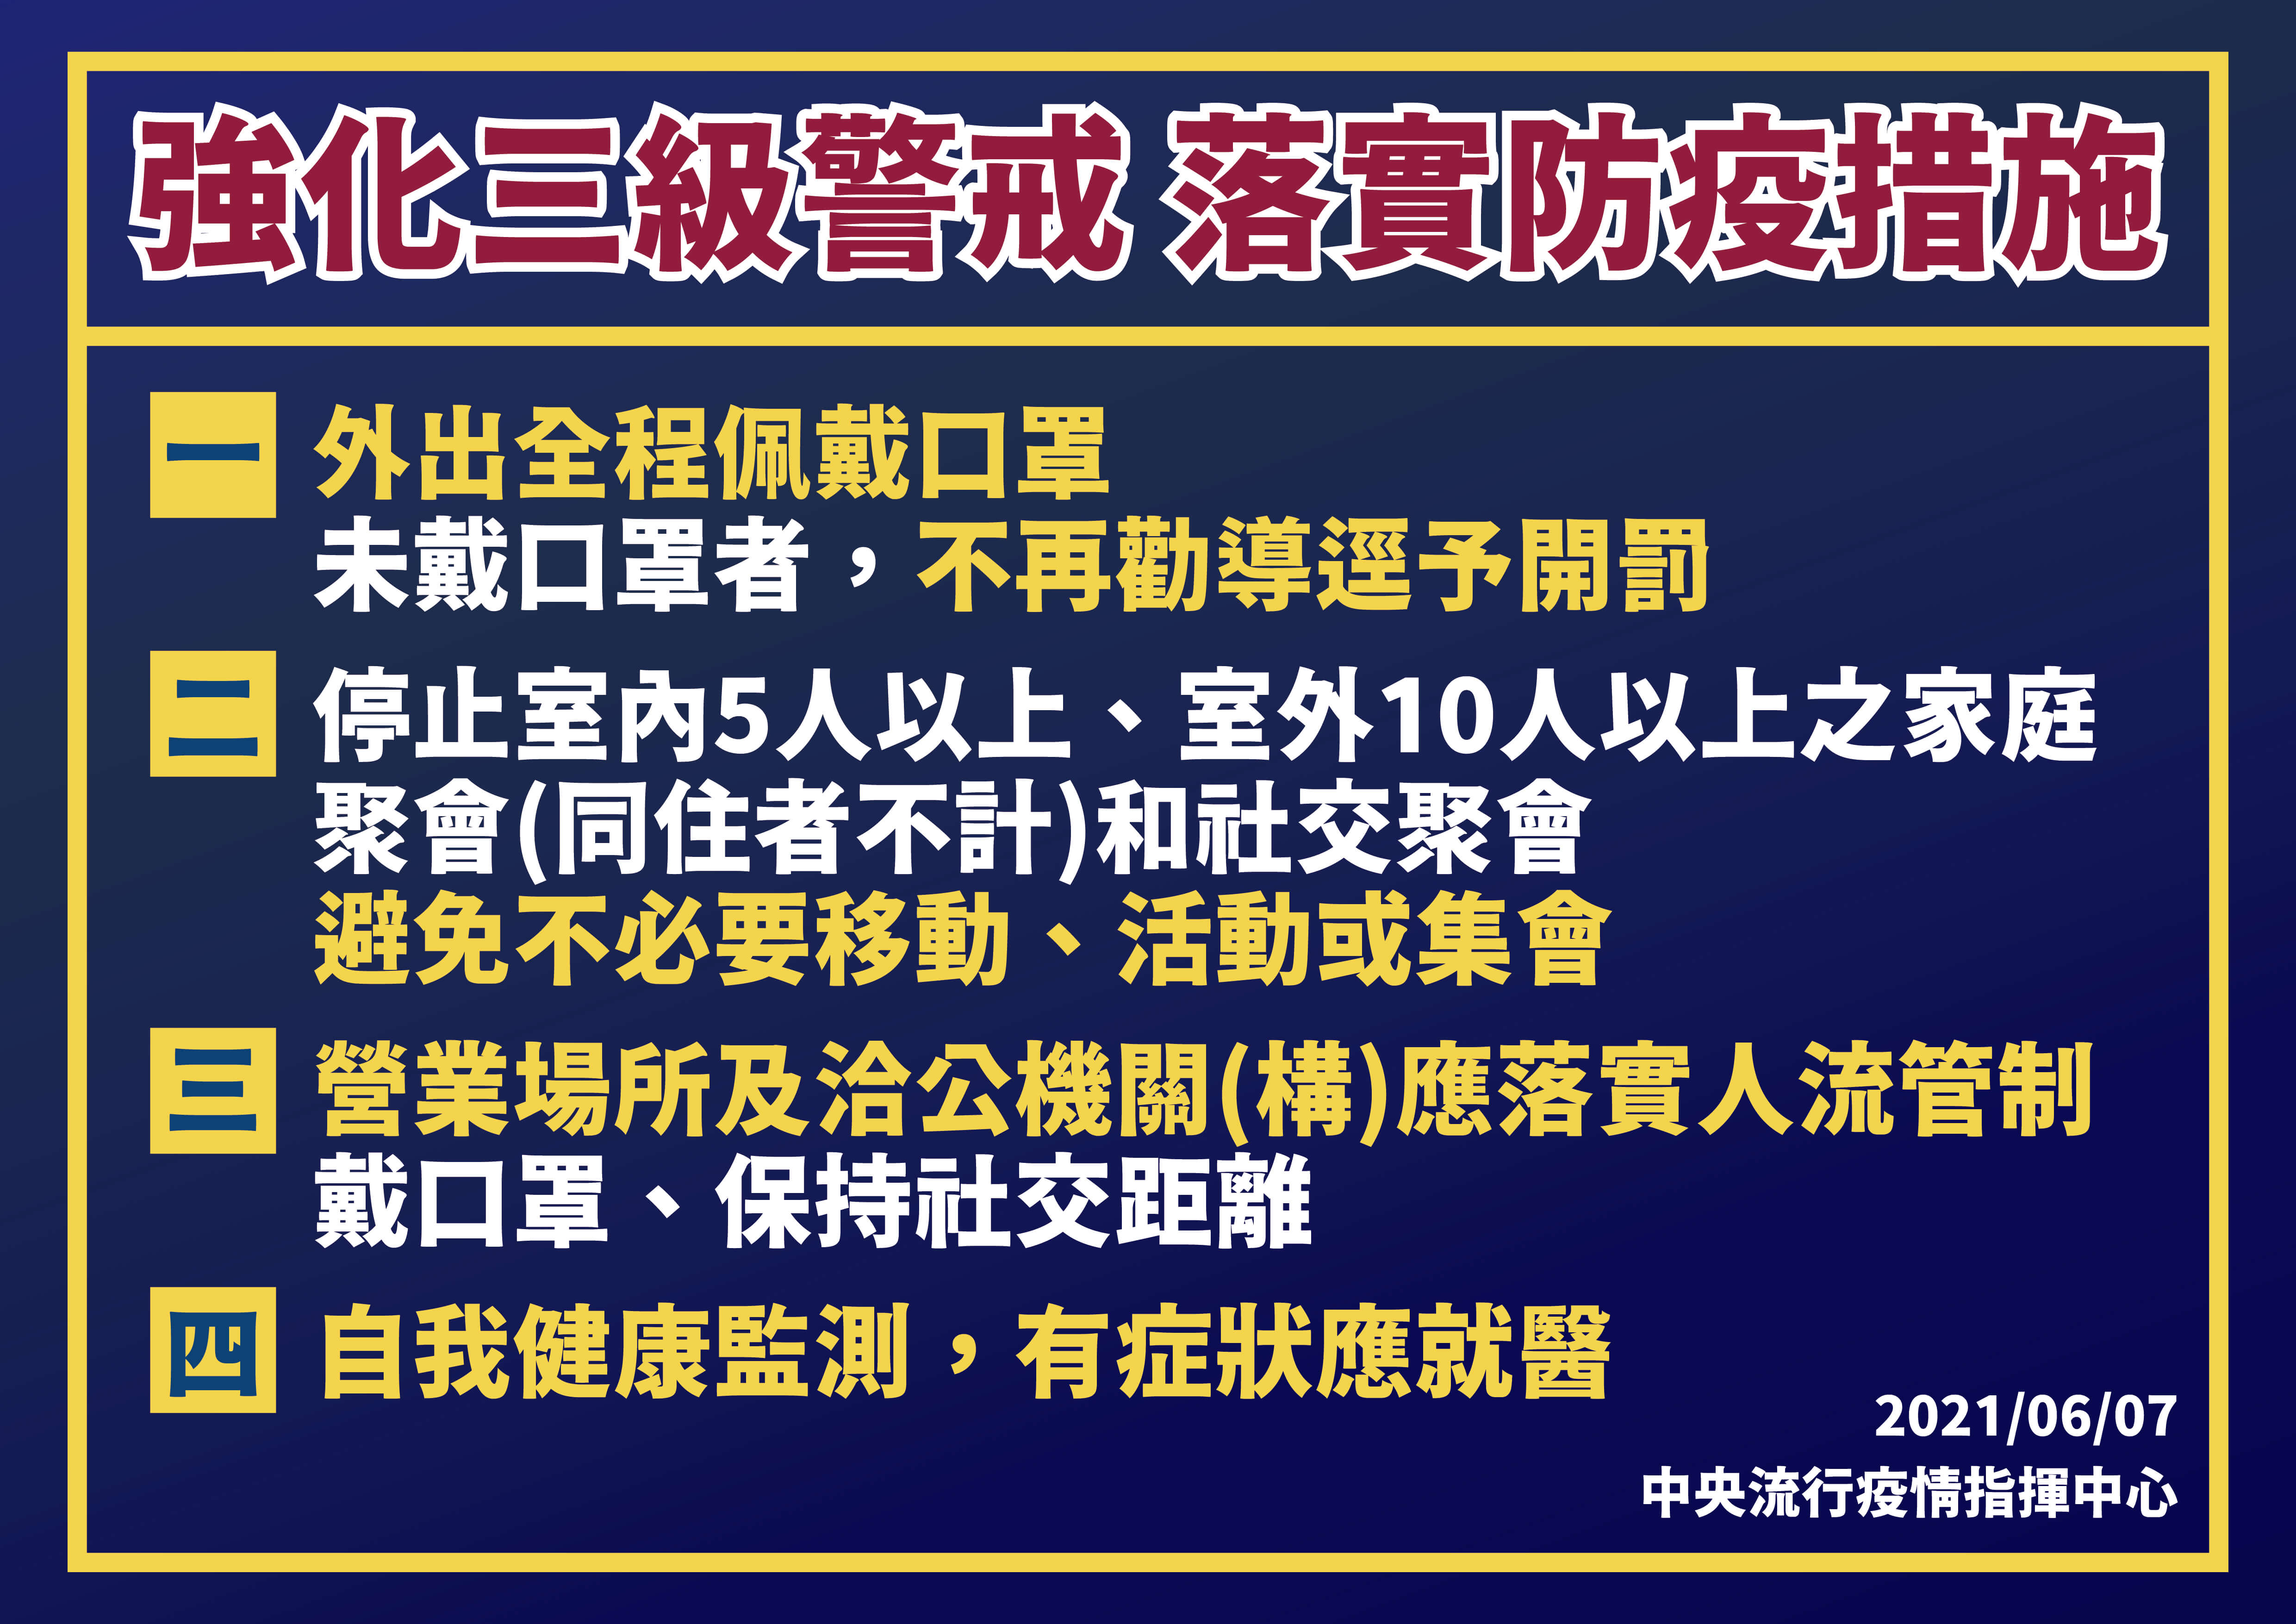 強化三級警戒 落實防疫措施
一 外出全程佩戴口罩
未戴口罩者，不再勸導逕予開罰
二 停止室內5人以上、室外10人以上之家庭
聚會(同住者不計)和社交聚會
避免不必要移動、活動或集會
三 營業場所及洽公機關(構)應落實人流管制
戴口罩、保持社交距離
四 自我健康監測，有症狀應就醫
2021/06/07
中央流行疫情指揮中心